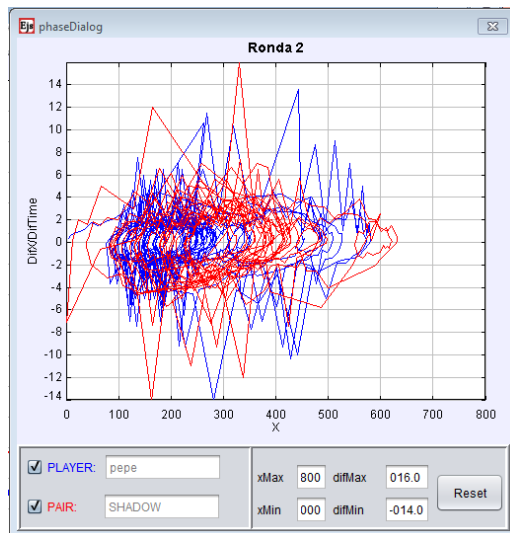 Ejs phaseDialog
Ronda 2
14
12
10
8
6
4
2
0
-2
-4
-6
-8
-10
-12
-14
DifX/DifTime
0 100 200 300 400 500 600 700 800
X
PLAYER: pepe
PAIR: SHADOW
xMax 800 difMax 016.0
xMin 000 difMin -014.0
Reset